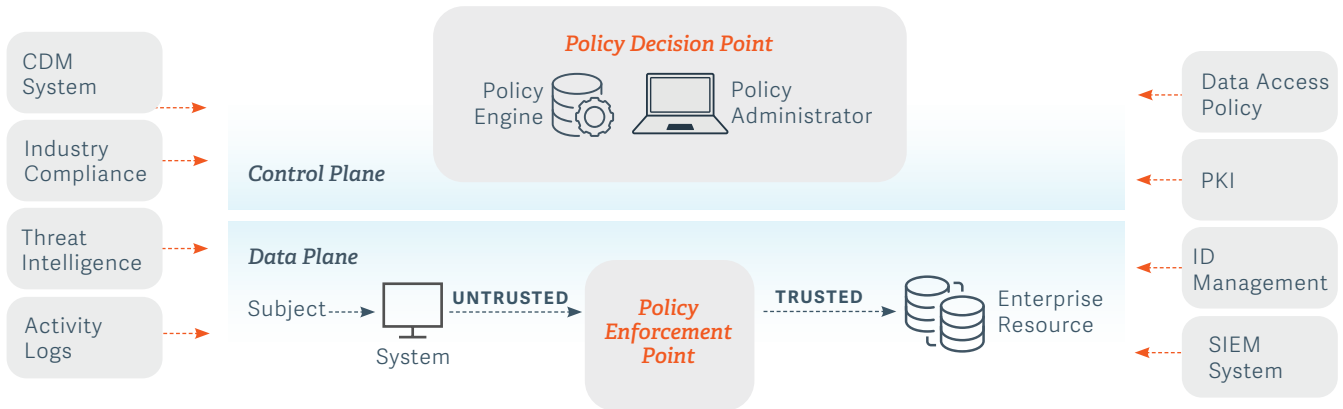 CDM
System
Industry
Compliance
Threat
Intelligence
Activity
Logs
Policy Decision Point
Policy
Engine
Policy
Administrator
Control Plane
Data Plane
Subject
System
UNTRUSTED
Policy
Enforcement
Point
TRUSTED
Enterprise
Resource
Data Access
Policy
PKI
ID
Management
SIEM
System